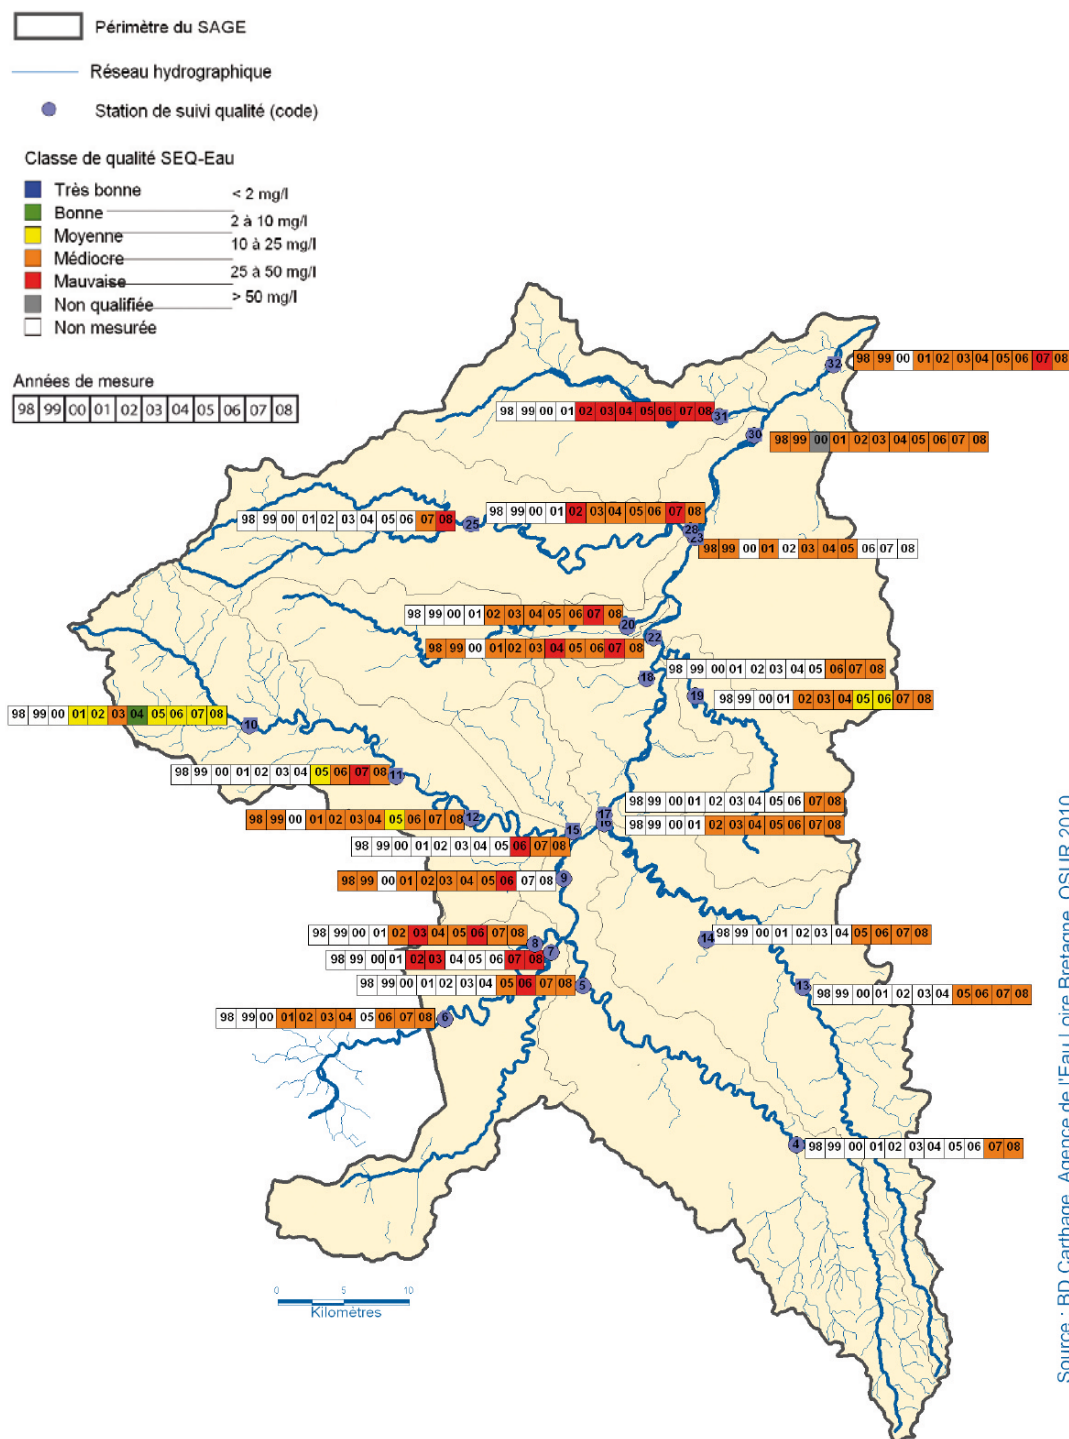 Périmètre du SAGE
Réseau hydrographique
Station de suivi qualité (code)
Classe de qualité SEQ-Eau
Très bonne
< 2 mg/l
Bonne
2 à 10 mg/l
Moyenne
10 à 25 mg/l
Médiocre
25 à 50 mg/l
Mauvaise
> 50 mg/l
Non qualifiée
Non mesurée
Années de mesure
98 99 00 01 02 03 04 05 06 07 08
32
98 99 00 01 02 03 04 05 06 07 08
98 99 00 01 02 03 04 05 06 07 08
31
30
98 99 00 01 02 03 04 05 06 07 08
98 99 00 01 02 03 04 05 06 07 08
25
98 99 00 01 02 03 04 05 06 07 08
28
23
98 99 00 01 02 03 04 05 06 07 08
98 99 00 01 02 03 04 05 06 07 08
20
98 99 00 01 02 03 04 05 06 07 08
22
98 99 00 01 02 03 04 05 06 07 08
18
19
98 99 00 01 02 03 04 05 06 07 08
98 99 00 01 02 03 04 05 06 07 08
10
98 99 00 01 02 03 04 05 06 07 08
11
98 99 00 01 02 03 04 05 06 07 08
98 99 00 01 02 03 04 05 06 07 08
12
17
16
98 99 00 01 02 03 04 05 06 07 08
15
98 99 00 01 02 03 04 05 06 07 08
98 99 00 01 02 03 04 05 06 07 08
9
98 99 00 01 02 03 04 05 06 07 08
8
14
98 99 00 01 02 03 04 05 06 07 08
98 99 00 01 02 03 04 05 06 07 08
7
98 99 00 01 02 03 04 05 06 07 08
5
13
98 99 00 01 02 03 04 05 06 07 08
98 99 00 01 02 03 04 05 06 07 08
6
4
98 99 00 01 02 03 04 05 06 07 08
0 5 10
Kilomètres
Source : BD Carthage, Agence de l'Eau Loire Bretagne, OSUR 2010